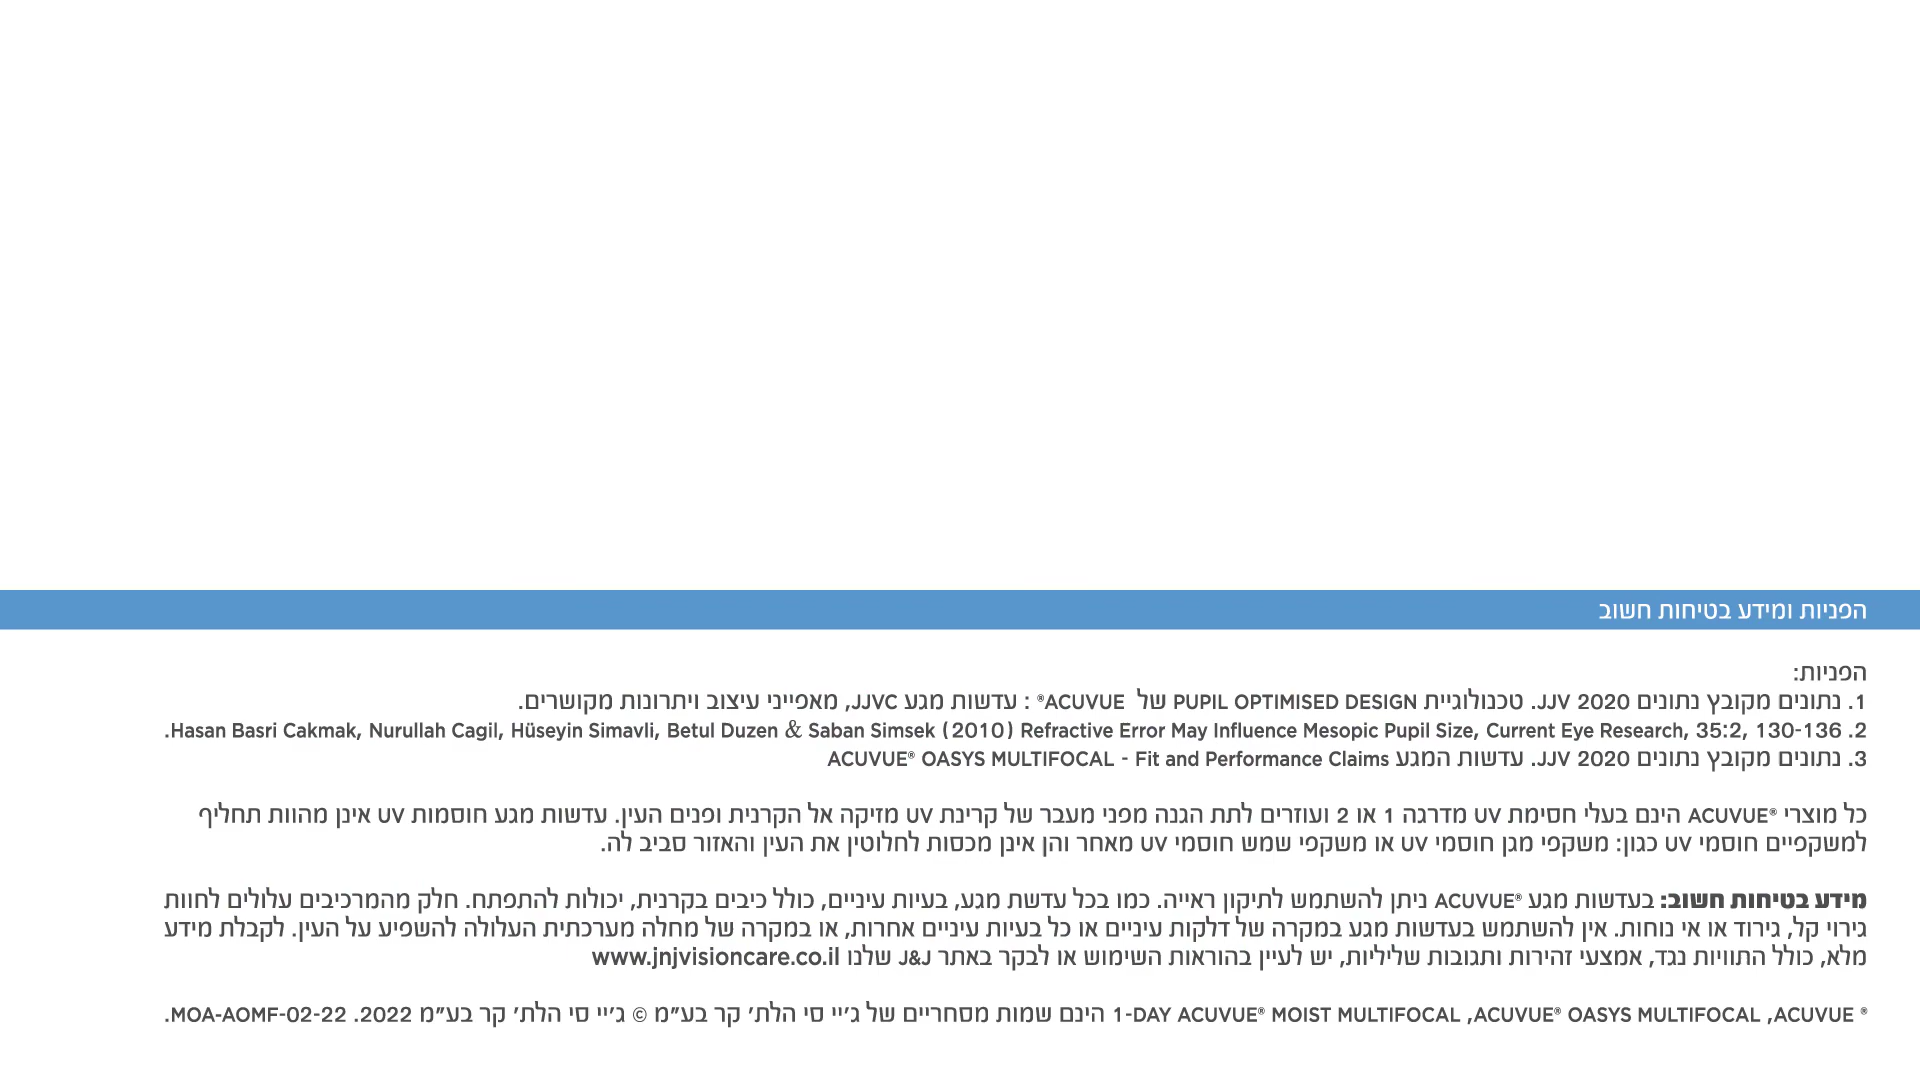 הפניות ומידע בטיחות חשוב
הפניות:
1. נתונים מקובץ נתונים JJV 2020. טכנולוגיית PUPIL OPTIMISED DESIGN של ACUVUE® : עדשות מגע JJVC, מאפייני עיצוב ויתרונות מקושרים.
2. Hasan Basri Cakmak, Nurullah Cagil, Hüseyin Simavli, Betul Duzen & Saban Simsek (2010) Refractive Error May Influence Mesopic Pupil Size, Current Eye Research, 35:2, 130-136.
3. נתונים מקובץ נתונים JJV 2020. עדשות המגע ACUVUE® OASYS MULTIFOCAL - Fit and Performance Claims
כל מוצרי ACUVUE® הינם בעלי חסימת UV מדרגה 1 או 2 ועוזרים לתת הגנה מפני מעבר של קרינת UV מזיקה אל הקרנית ופנים העין. עדשות מגע חוסמות UV אינן מהוות תחליף
למשקפיים חוסמי UV כגון: משקפי מגן חוסמי UV או משקפי שמש חוסמי UV מאחר והן אינן מכסות לחלוטין את העין והאזור סביב לה.
מידע בטיחות חשוב: בעדשות מגע ACUVUE® ניתן להשתמש לתיקון ראייה. כמו בכל עדשת מגע, בעיות עיניים, כולל כיבים בקרנית, יכולות להתפתח. חלק מהמרכיבים עלולים לחוות
גירוי קל, גירוד או אי נוחות. אין להשתמש בעדשות מגע במקרה של דלקות עיניים או כל בעיות עיניים אחרות, או במקרה של מחלה מערכתית העלולה להשפיע על העין. לקבלת מידע
מלא, כולל התוויות נגד, אמצעי זהירות ותגובות שליליות, יש לעיין בהוראות השימוש או לבקר באתר J&J שלנו www.jnjvisioncare.co.il
® ACUVUE, ACUVUE® OASYS MULTIFOCAL, 1-DAY ACUVUE® MOIST MULTIFOCAL הינם שמות מסחריים של ג'יי סי הלת' קר בע"מ © ג'יי סי הלת' קר בע"מ 2022. MOA-AOMF-02-22.